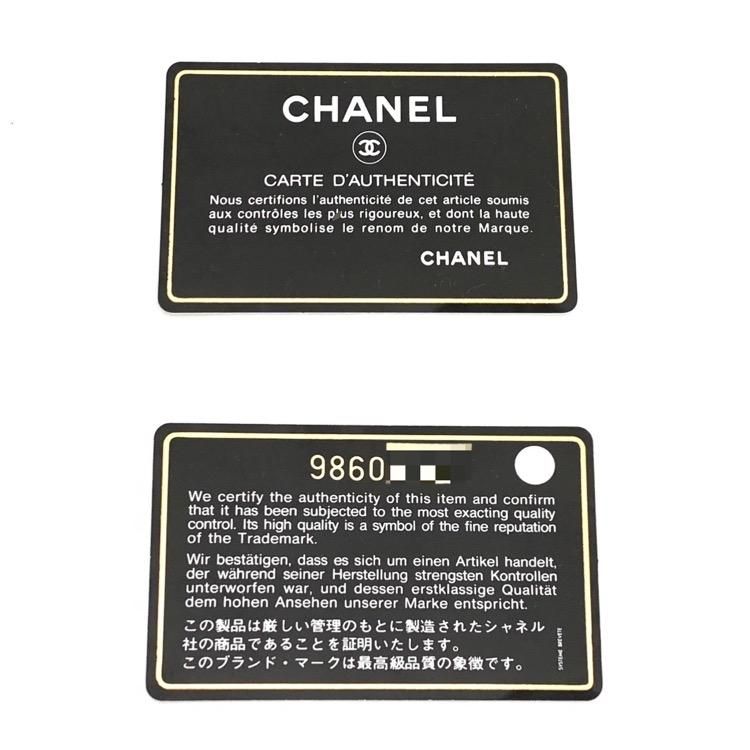 CHANEL
CARTE D'AUTHENTICITÉ
Nous certifions l'authenticité de cet article soumis
aux contrôles les plus rigoureux, et dont la haute
qualité symbolise le renom de notre Marque.
CHANEL
9860
We certify the authenticity of this item and confirm
that it has been subjected to the most exacting quality
control. Its high quality is a symbol of the fine reputation
of the Trademark.
Wir bestätigen, dass es sich um einen Artikel handelt,
der während seiner Herstellung strengsten Kontrollen
unterworfen war, und dessen erstklassige Qualität
dem hohen Ansehen unserer Marke entspricht.
この製品は厳しい管理のもとに製造されたシャネル
社の商品であることを証明いたします。
このブランド・マークは最高級品質の象徴です。
SYSTEME BREVETE